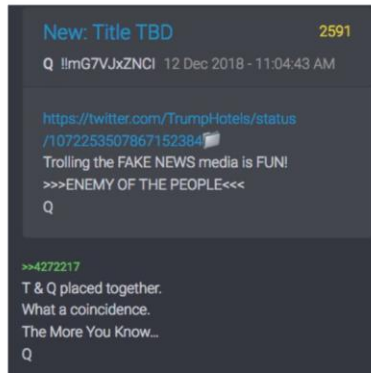 New: Title TBD 2591
Q !!mG7VJxZNCI 12 Dec 2018 - 11:04:43 AM
https://twitter.com/TrumpHotels/status
/1072253507867152384
Trolling the FAKE NEWS media is FUN!
>>>ENEMY OF THE PEOPLE<<<
Q
>>4272217
T & Q placed together.
What a coincidence.
The More You Know...
Q